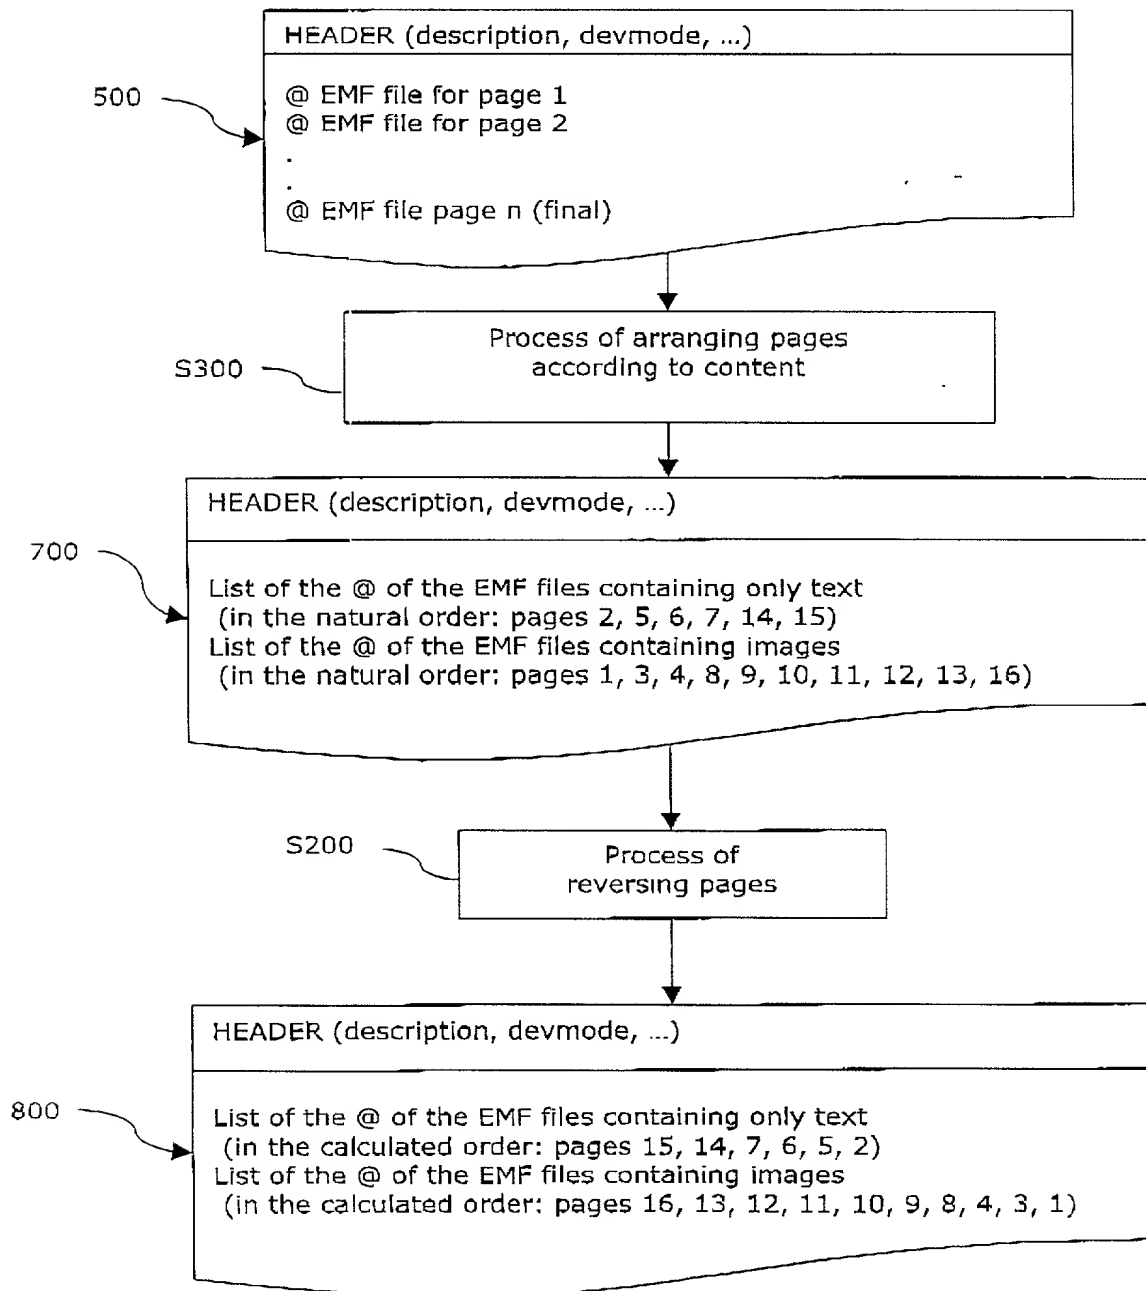 HEADER (description, devmode, ...)
500
@ EMF file for page 1
@ EMF file for page 2
.
.
@ EMF file page n (final)
S300
Process of arranging pages
according to content
HEADER (description, devmode, ...)
700
List of the @ of the EMF files containing only text
(in the natural order: pages 2, 5, 6, 7, 14, 15)
List of the @ of the EMF files containing images
(in the natural order: pages 1, 3, 4, 8, 9, 10, 11, 12, 13, 16)
S200
Process of
reversing pages
HEADER (description, devmode, ...)
800
List of the @ of the EMF files containing only text
(in the calculated order: pages 15, 14, 7, 6, 5, 2)
List of the @ of the EMF files containing images
(in the calculated order: pages 16, 13, 12, 11, 10, 9, 8, 4, 3, 1)